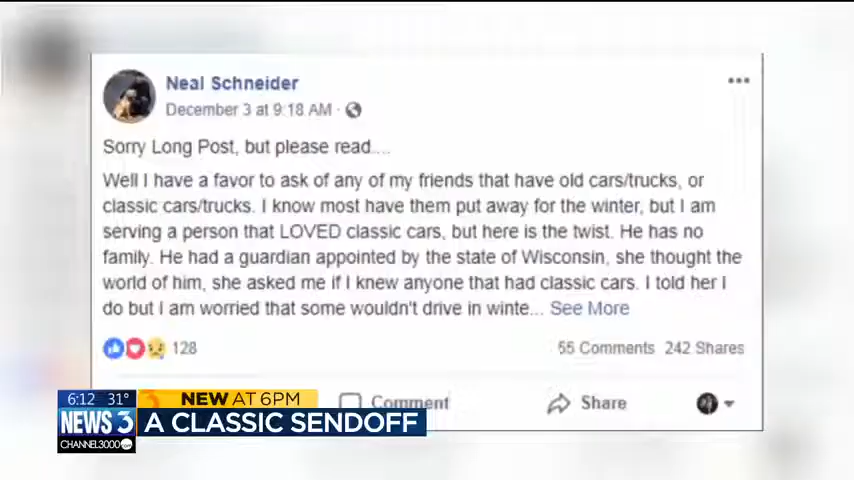 Neal Schneider
December 3 at 9:18 AM ·
Sorry Long Post, but please read....
Well I have a favor to ask of any of my friends that have old cars/trucks, or
classic cars/trucks. I know most have them put away for the winter, but I am
serving a person that LOVED classic cars, but here is the twist. He has no
family. He had a guardian appointed by the state of Wisconsin, she thought the
world of him, she asked me if I knew anyone that had classic cars. I told her I
do but I am worried that some wouldn't drive in winte... See More
128
55 Comments 242 Shares
Comment
Share
6:12 31°
3 NEW AT 6PM
NEWS 3
A CLASSIC SENDOFF
CHANNEL3000.com